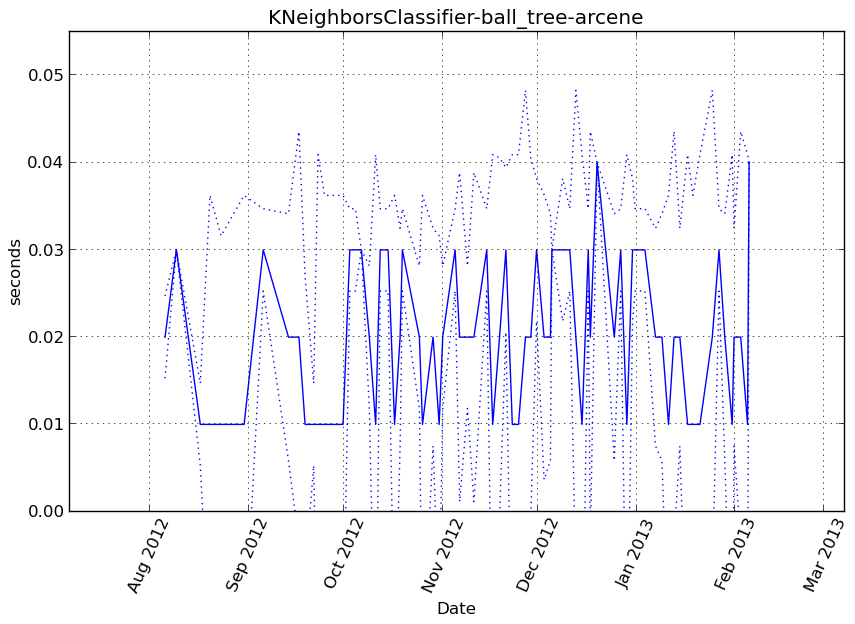 KNeighborsClassifier-ball_tree-arcene
0.05
0.04
0.03
0.02
0.01
0.00
seconds
Aug 2012
Sep 2012
Oct 2012
Nov 2012
Dec 2012
Jan 2013
Feb 2013
Mar 2013
Date